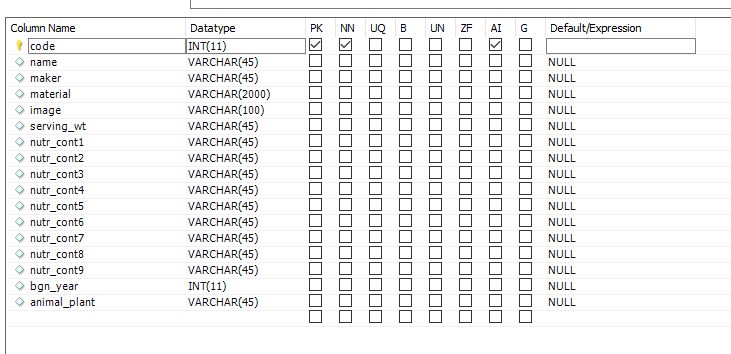 Column Name Datatype PK NN UQ B UN ZF AI G Default/Expression
code INT(11)
name VARCHAR(45) NULL
maker VARCHAR(45) NULL
material VARCHAR(2000) NULL
image VARCHAR(100) NULL
serving_wt VARCHAR(45) NULL
nutr_cont1 VARCHAR(45) NULL
nutr_cont2 VARCHAR(45) NULL
nutr_cont3 VARCHAR(45) NULL
nutr_cont4 VARCHAR(45) NULL
nutr_cont5 VARCHAR(45) NULL
nutr_cont6 VARCHAR(45) NULL
nutr_cont7 VARCHAR(45) NULL
nutr_cont8 VARCHAR(45) NULL
nutr_cont9 VARCHAR(45) NULL
bgn_year INT(11) NULL
animal_plant VARCHAR(45) NULL